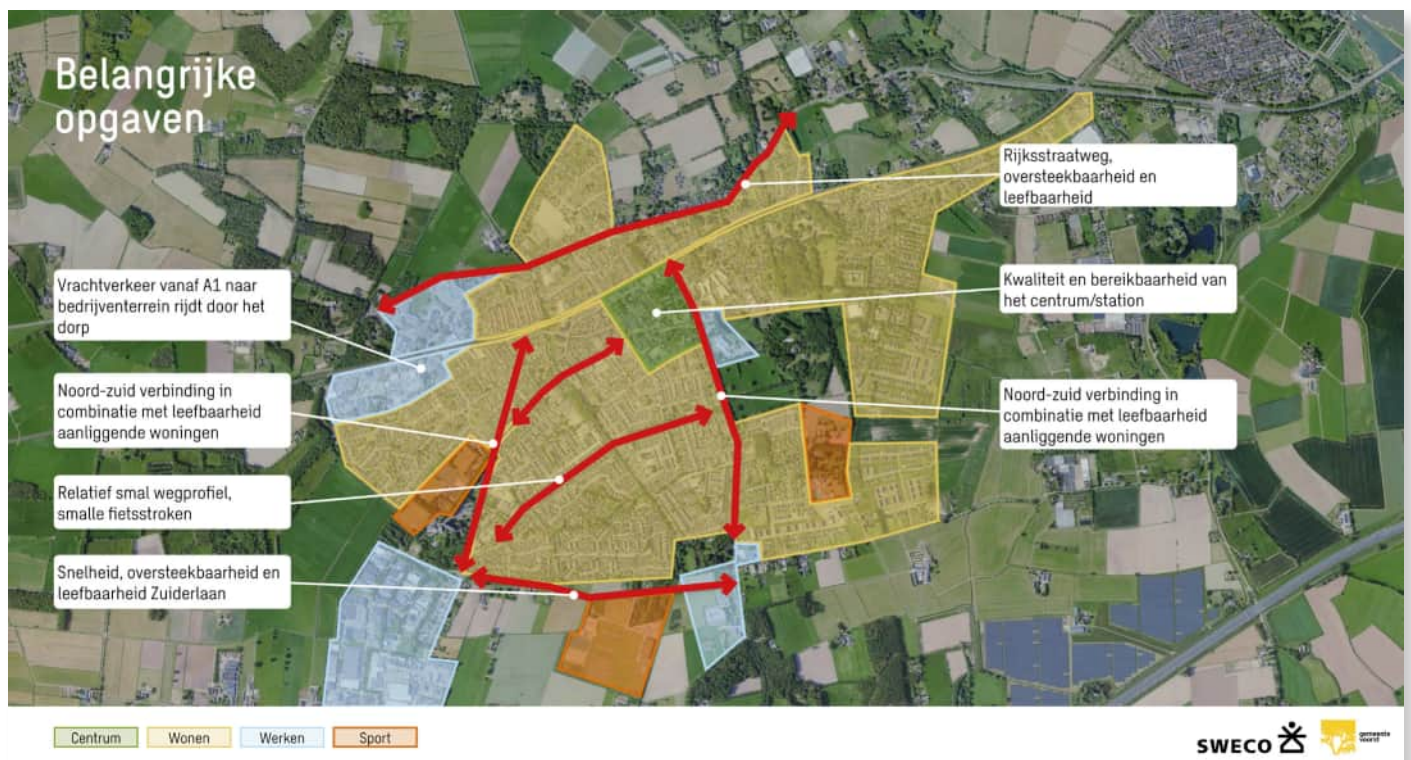 Belangrijke
opgaven
Rijksstraatweg,
oversteekbaarheid en
leefbaarheid
Vrachtverkeer vanaf A1 naar
bedrijventerrein rijdt door het
dorp
Kwaliteit en bereikbaarheid van
het centrum/station
Noord-zuid verbinding in
combinatie met leefbaarheid
aanliggende woningen
Noord-zuid verbinding in
combinatie met leefbaarheid
aanliggende woningen
Relatief smal wegprofiel,
smalle fietsstroken
Snelheid, oversteekbaarheid en
leefbaarheid Zuiderlaan
Centrum
Wonen
Werken
Sport
SWECO
gemeente
voorst